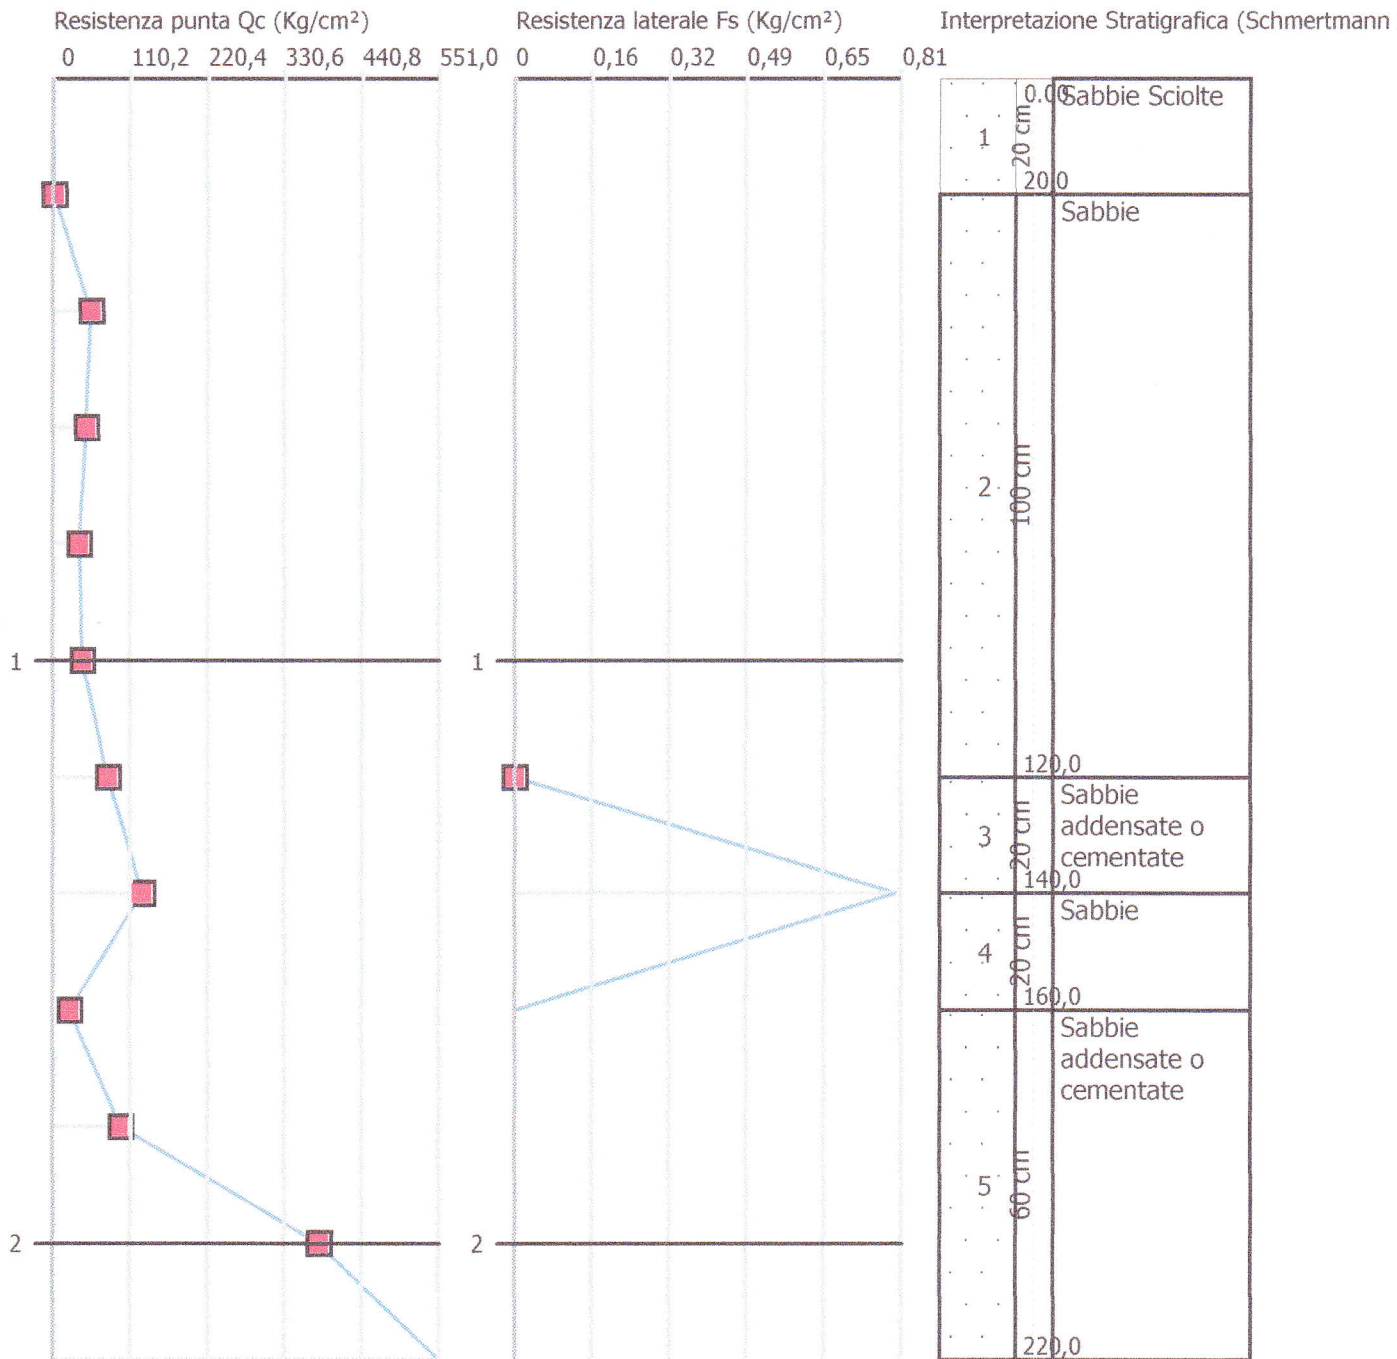 Resistenza punta Qc (Kg/cm²)
0 110,2 220,4 330,6 440,8 551,0
1
2
Resistenza laterale Fs (Kg/cm²)
0 0,16 0,32 0,49 0,65 0,81
1
2
Interpretazione Stratigrafica (Schmertmann
0.00 Sabbie Sciolte
1 20 cm
20,0
Sabbie
2 100 cm
120,0
Sabbie
addensate o
cementate
3 20 cm
140,0
Sabbie
4 20 cm
160,0
Sabbie
addensate o
cementate
5 60 cm
220,0